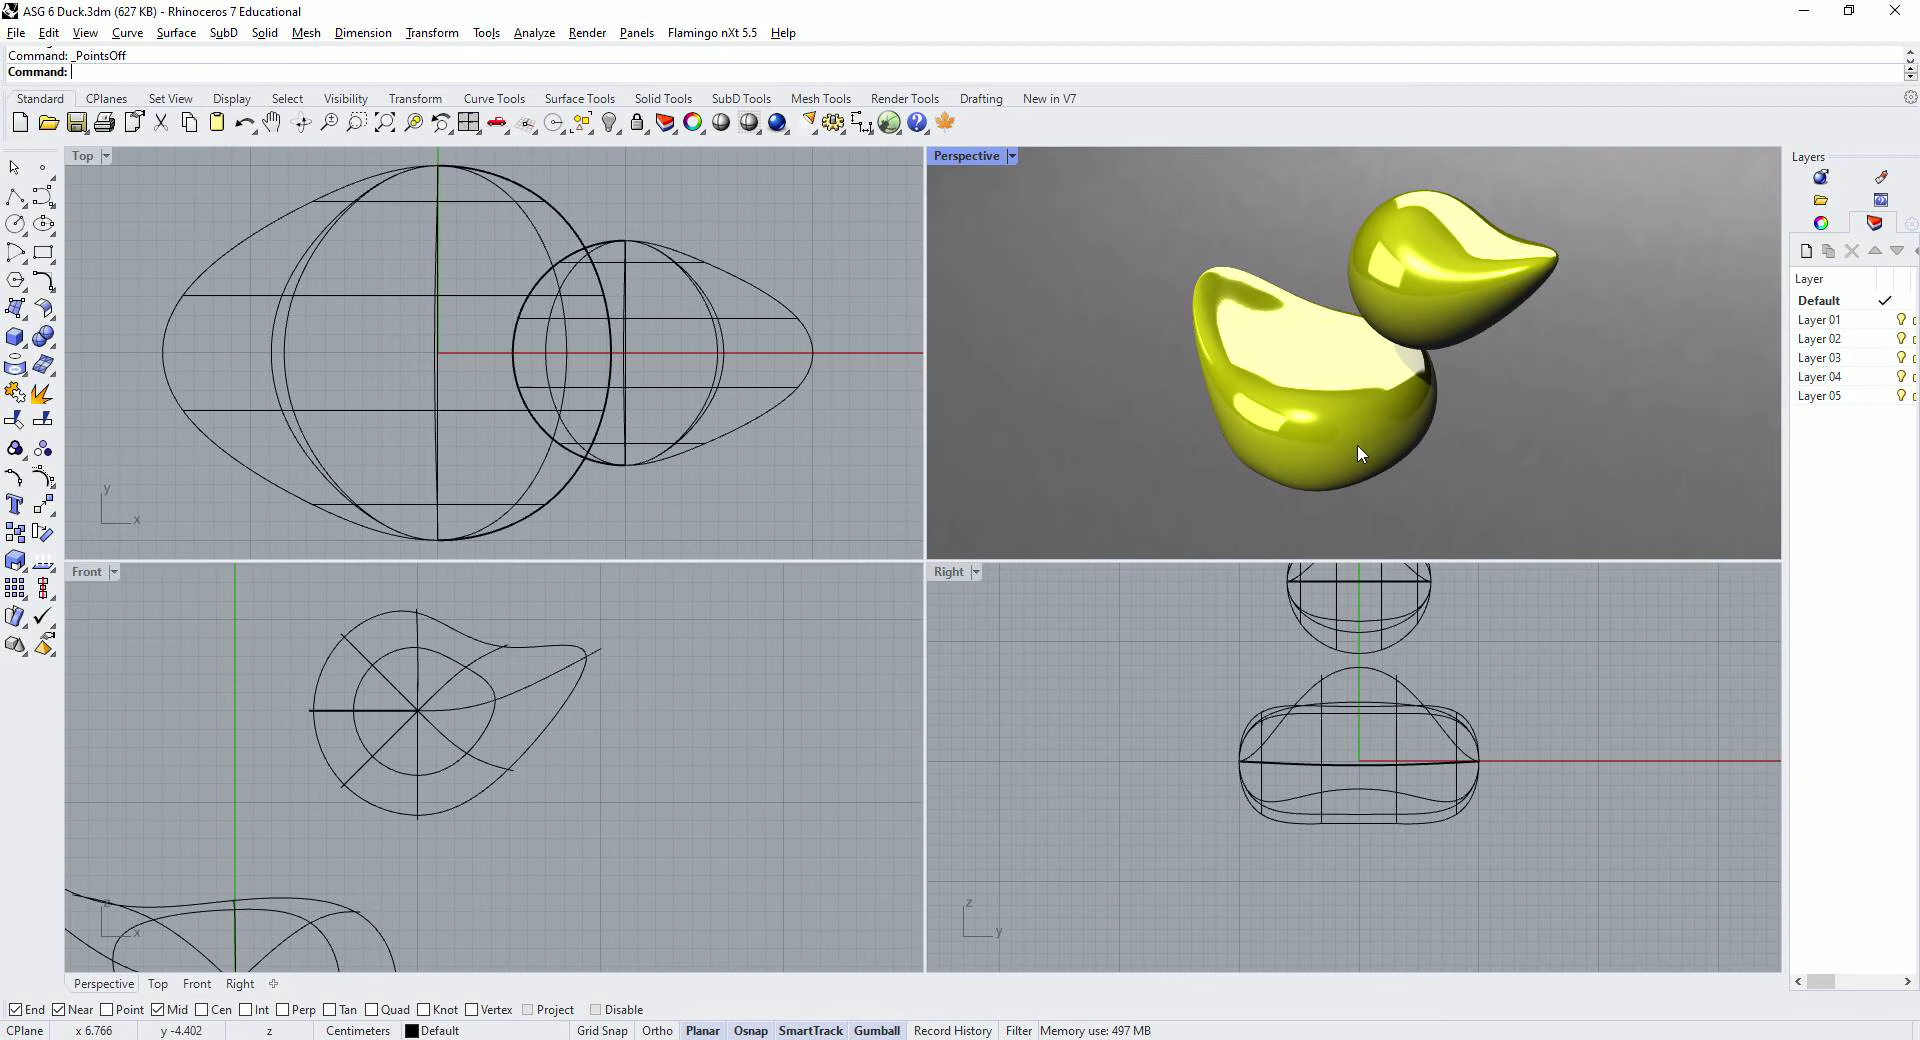 ASG 6 Duck.3dm (627 KB) - Rhinoceros 7 Educational
File Edit View Curve Surface SubD Solid Mesh Dimension Transform Tools Analyze Render Panels Flamingo nXt 5.5 Help
Command: _PointsOff
Command:
Standard CPlanes Set View Display Select Visibility Transform Curve Tools Surface Tools Solid Tools SubD Tools Mesh Tools Render Tools Drafting New in V7
Top
y
x
Perspective
Front
z
x
Right
z
y
Layers
Layer
Default
Layer 01
Layer 02
Layer 03
Layer 04
Layer 05
Perspective Top Front Right
End Near Point Mid Cen Int Perp Tan Quad Knot Vertex Project Disable
CPlane x 6.766 y -4.402 z Centimeters Default Grid Snap Ortho Planar Osnap SmartTrack Gumball Record History Filter Memory use: 497 MB